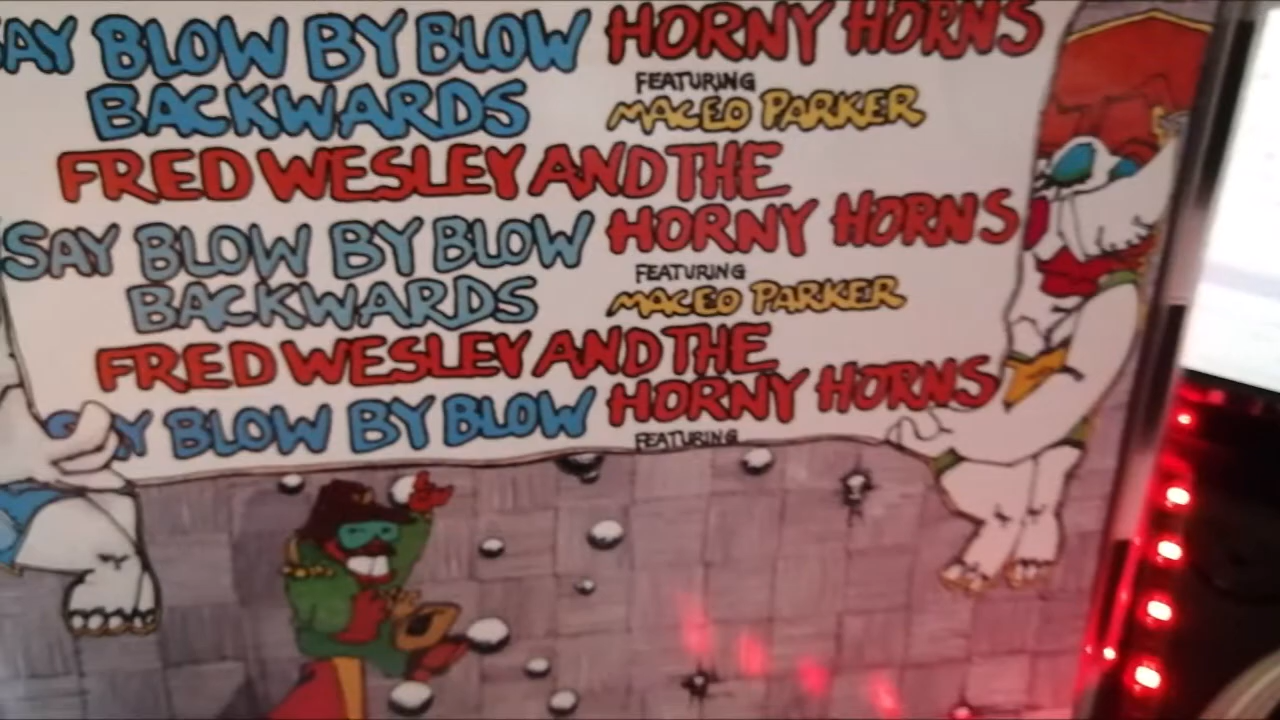 SAY BLOW BY BLOW HORNY HORNS
BACKWARDS FEATURING
MACEO PARKER
FRED WESLEY AND THE
SAY BLOW BY BLOW HORNY HORNS
BACKWARDS FEATURING
MACEO PARKER
FRED WESLEY AND THE
SAY BLOW BY BLOW HORNY HORNS
FEATURING